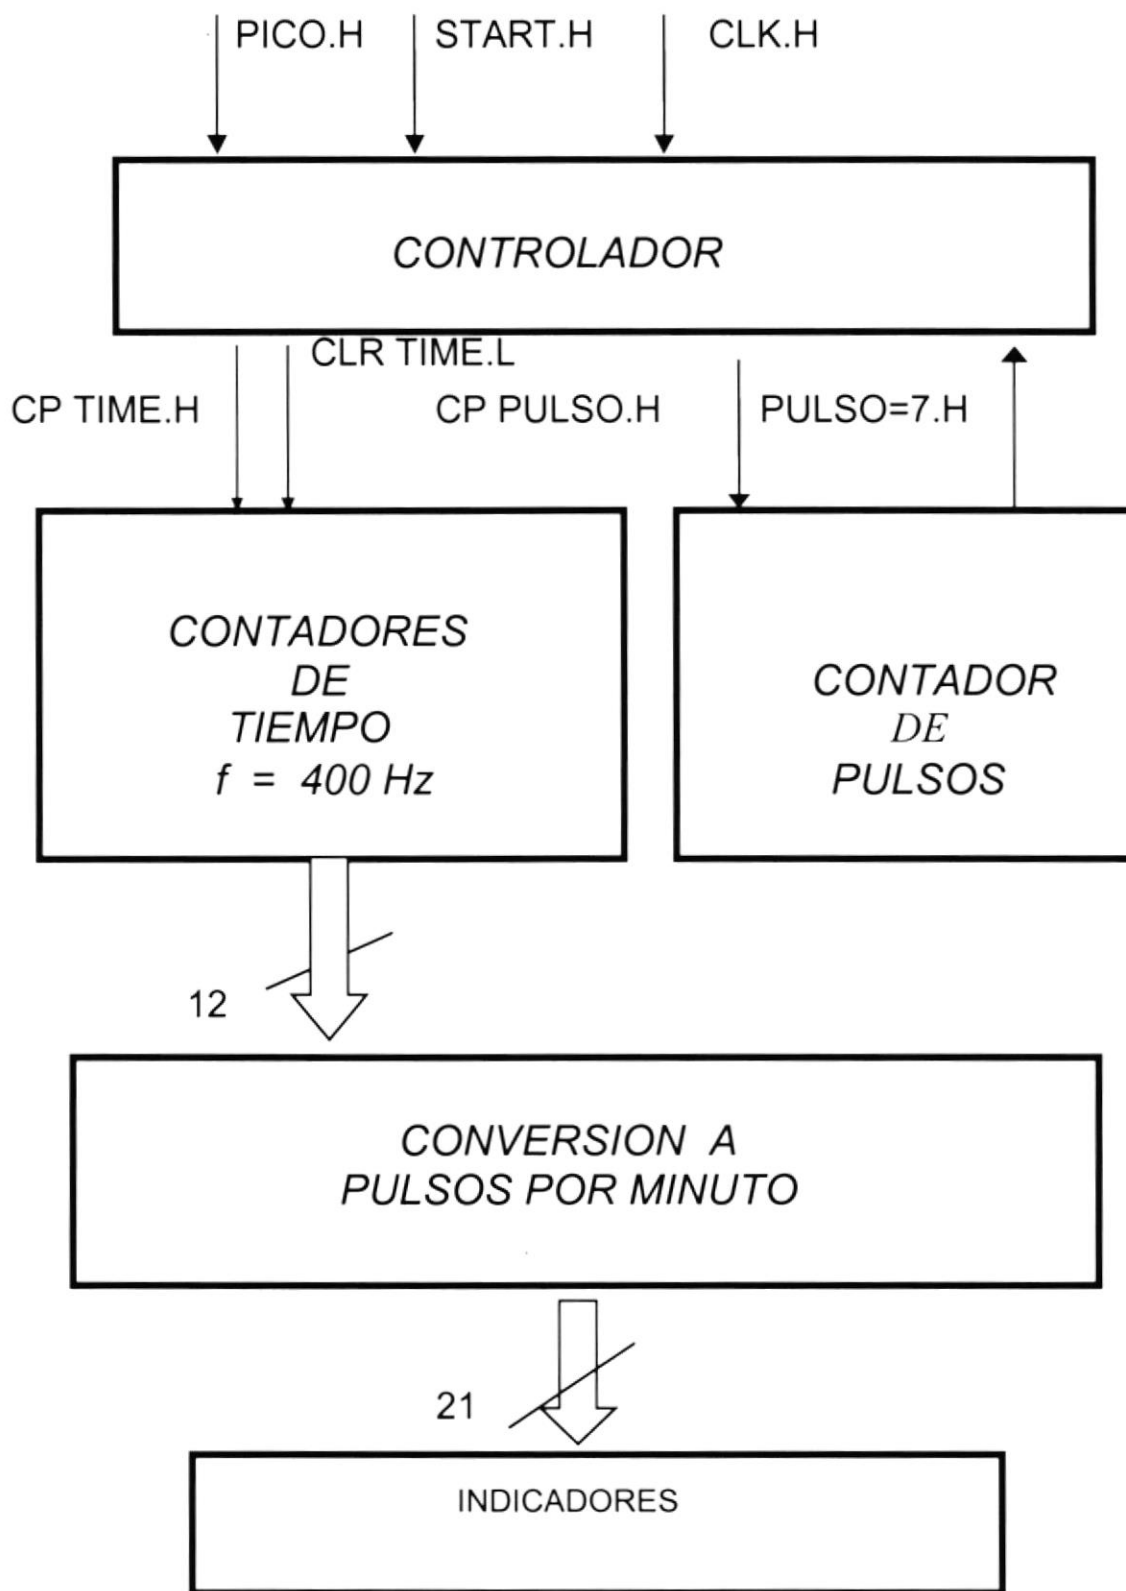 PICO.H START.H CLK.H
CONTROLADOR
CLR TIME.L
CP TIME.H CP PULSO.H PULSO=7.H
CONTADORES
DE
TIEMPO
f = 400 Hz
CONTADOR
DE
PULSOS
12
CONVERSION A
PULSOS POR MINUTO
21
INDICADORES